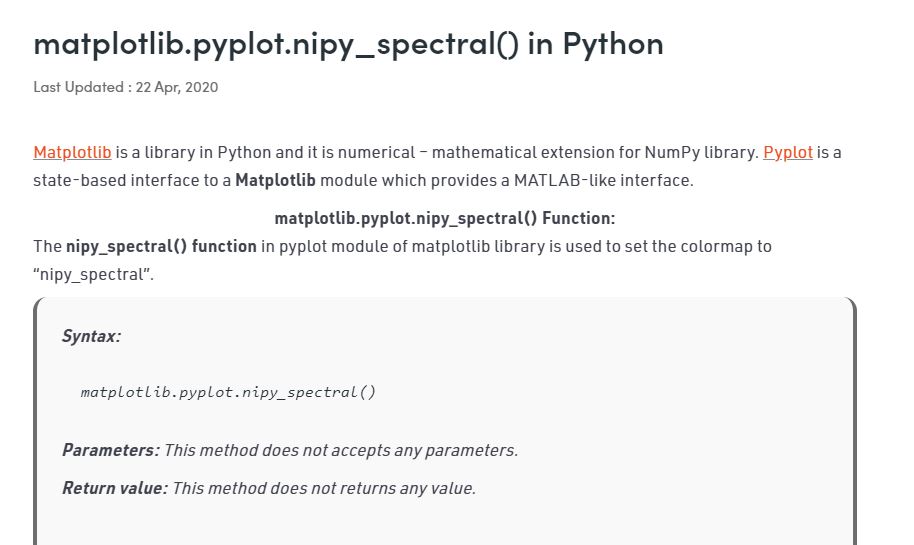 matplotlib.pyplot.nipy_spectral() in Python
Last Updated : 22 Apr, 2020
Matplotlib is a library in Python and it is numerical – mathematical extension for NumPy library. Pyplot is a
state-based interface to a Matplotlib module which provides a MATLAB-like interface.
matplotlib.pyplot.nipy_spectral() Function:
The nipy_spectral() function in pyplot module of matplotlib library is used to set the colormap to
“nipy_spectral”.
Syntax:
matplotlib.pyplot.nipy_spectral()
Parameters: This method does not accepts any parameters.
Return value: This method does not returns any value.